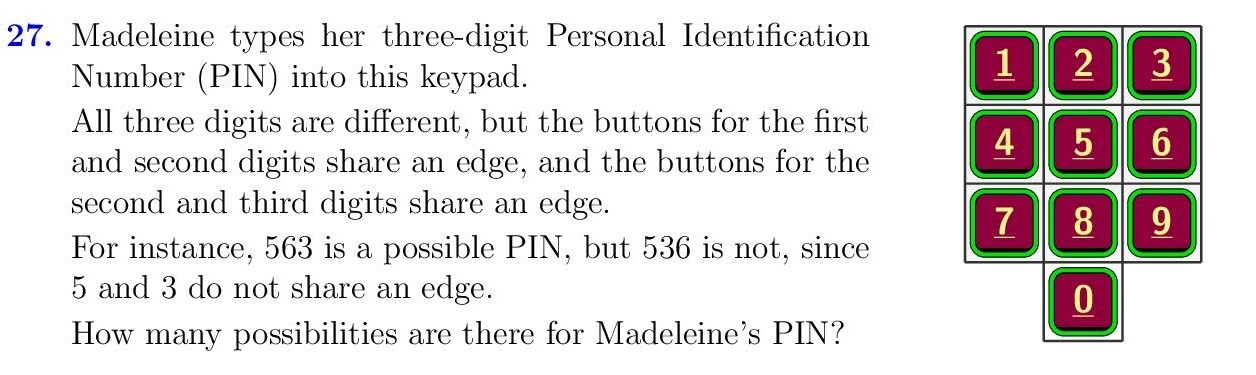 27. Madeleine types her three-digit Personal Identification
Number (PIN) into this keypad.
All three digits are different, but the buttons for the first
and second digits share an edge, and the buttons for the
second and third digits share an edge.
For instance, 563 is a possible PIN, but 536 is not, since
5 and 3 do not share an edge.
How many possibilities are there for Madeleine's PIN?
1 2 3
4 5 6
7 8 9
0